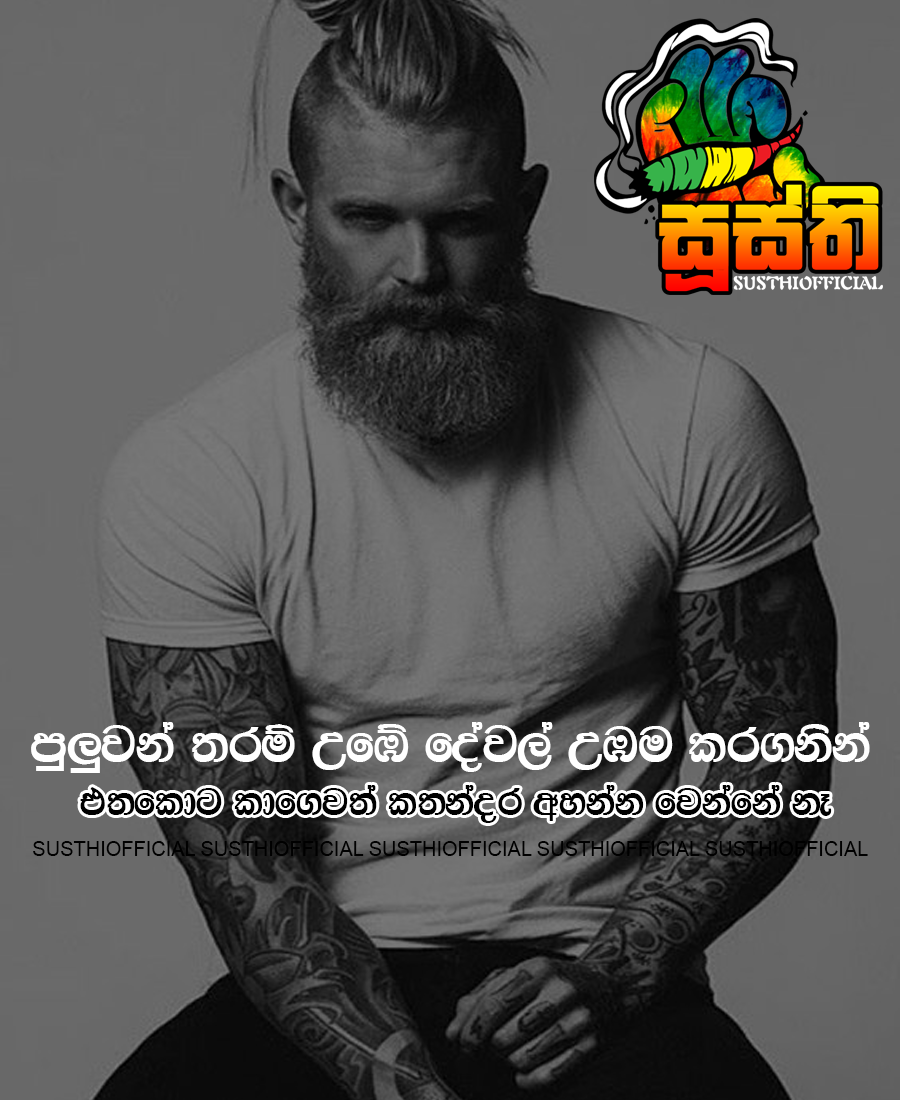 සුස්ති
SUSTHIOFFICIAL
පුලුවන් තරම් උඹේ දේවල් උඹම කරගනින්
එතකොට කාගෙවත් කතන්දර අහන්න වෙන්නේ නෑ
SUSTHIOFFICIAL SUSTHIOFFICIAL SUSTHIOFFICIAL SUSTHIOFFICIAL SUSTHIOFFICIAL